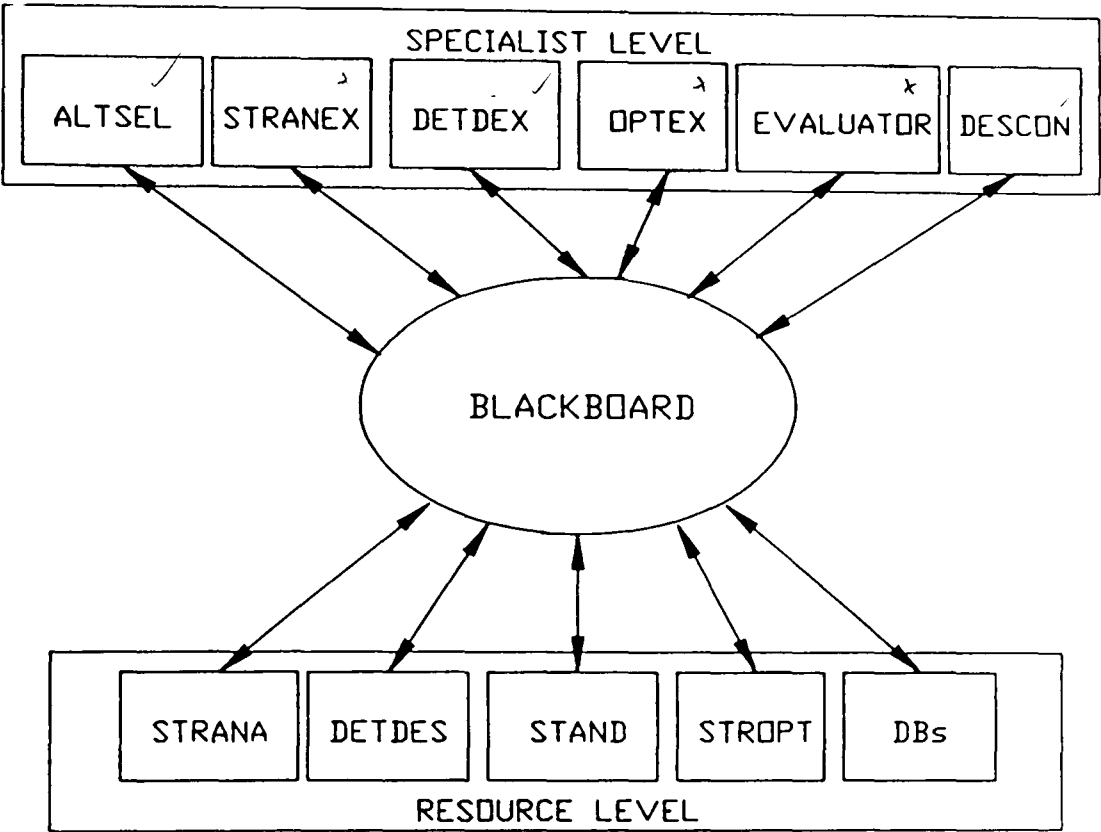 SPECIALIST LEVEL
ALTSEL STRANEX DETDEX OPTEX EVALUATOR DESCON
BLACKBOARD
STRANA DETDES STAND STROPT DBs
RESOURCE LEVEL